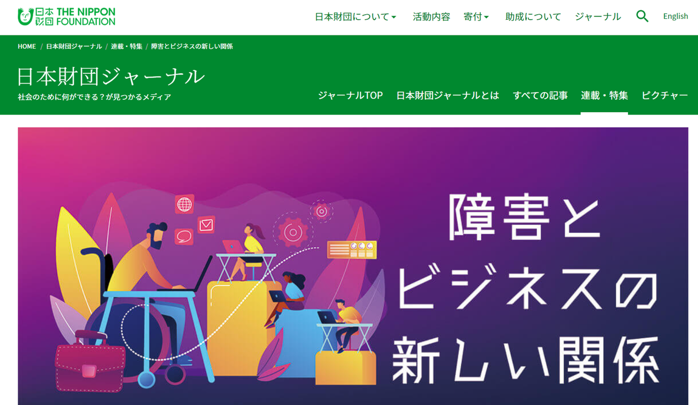 日本
財団
THE NIPPON
FOUNDATION
日本財団について
活動内容
寄付
助成について
ジャーナル
English
HOME / 日本財団ジャーナル / 連載・特集 / 障害とビジネスの新しい関係
日本財団ジャーナル
社会のために何ができる？が見つかるメディア
ジャーナルTOP
日本財団ジャーナルとは
すべての記事
連載・特集
ピクチャー
障害と
ビジネスの
新しい関係